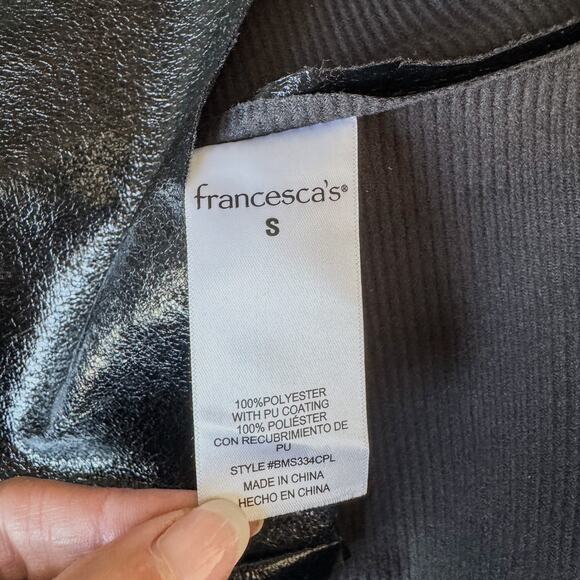 francesca's®
S
100%POLYESTER
WITH PU COATING
100% POLIÉSTER
CON RECUBRIMIENTO DE
PU
STYLE #BMS334CPL
MADE IN CHINA
HECHO EN CHINA